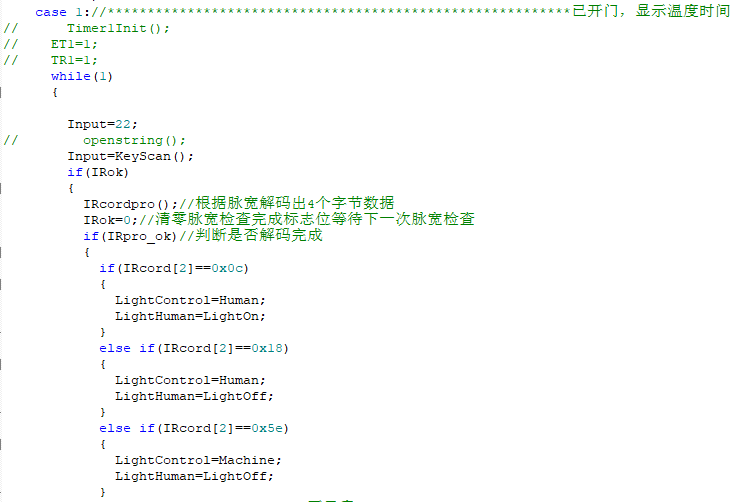 case 1://**********************************************************已开门，显示温度时间
//      Timer1Init();
//    ET1=1;
//    TR1=1;
while(1)
{
Input=22;
//        openstring();
Input=KeyScan();
if(IRok)
{
IRcordpro();//根据脉宽解码出4个字节数据
IRok=0;//清零脉宽检查完成标志位等待下一次脉宽检查
if(IRpro_ok)//判断是否解码完成
{
if(IRcord[2]==0x0c)
{
LightControl=Human;
LightHuman=LightOn;
}
else if(IRcord[2]==0x18)
{
LightControl=Human;
LightHuman=LightOff;
}
else if(IRcord[2]==0x5e)
{
LightControl=Machine;
LightHuman=LightOff;
}